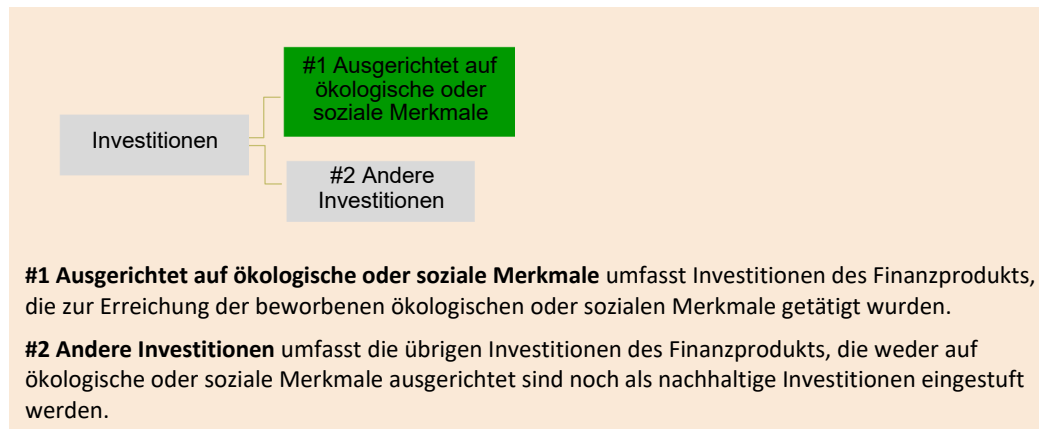 #1 Ausgerichtet auf
ökologische oder
soziale Merkmale
Investitionen
#2 Andere
Investitionen
#1 Ausgerichtet auf ökologische oder soziale Merkmale umfasst Investitionen des Finanzprodukts,
die zur Erreichung der beworbenen ökologischen oder sozialen Merkmale getätigt wurden.
#2 Andere Investitionen umfasst die übrigen Investitionen des Finanzprodukts, die weder auf
ökologische oder soziale Merkmale ausgerichtet sind noch als nachhaltige Investitionen eingestuft
werden.